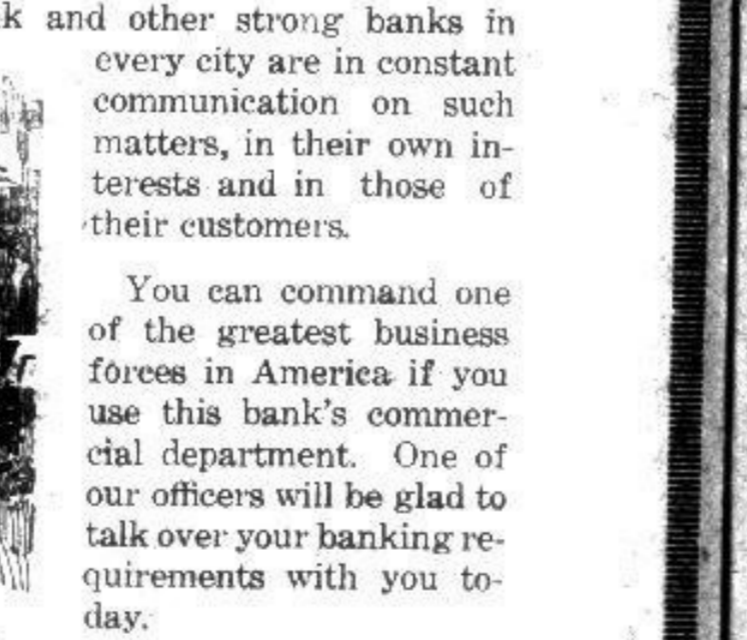 k and other strong banks in
every city are in constant
communication on such
matters, in their own in-
terests and in those of
their customers.
You can command one
of the greatest business
forces in America if you
use this bank's commer-
cial department. One of
our officers will be glad to
talk over your banking re-
quirements with you to-
day.